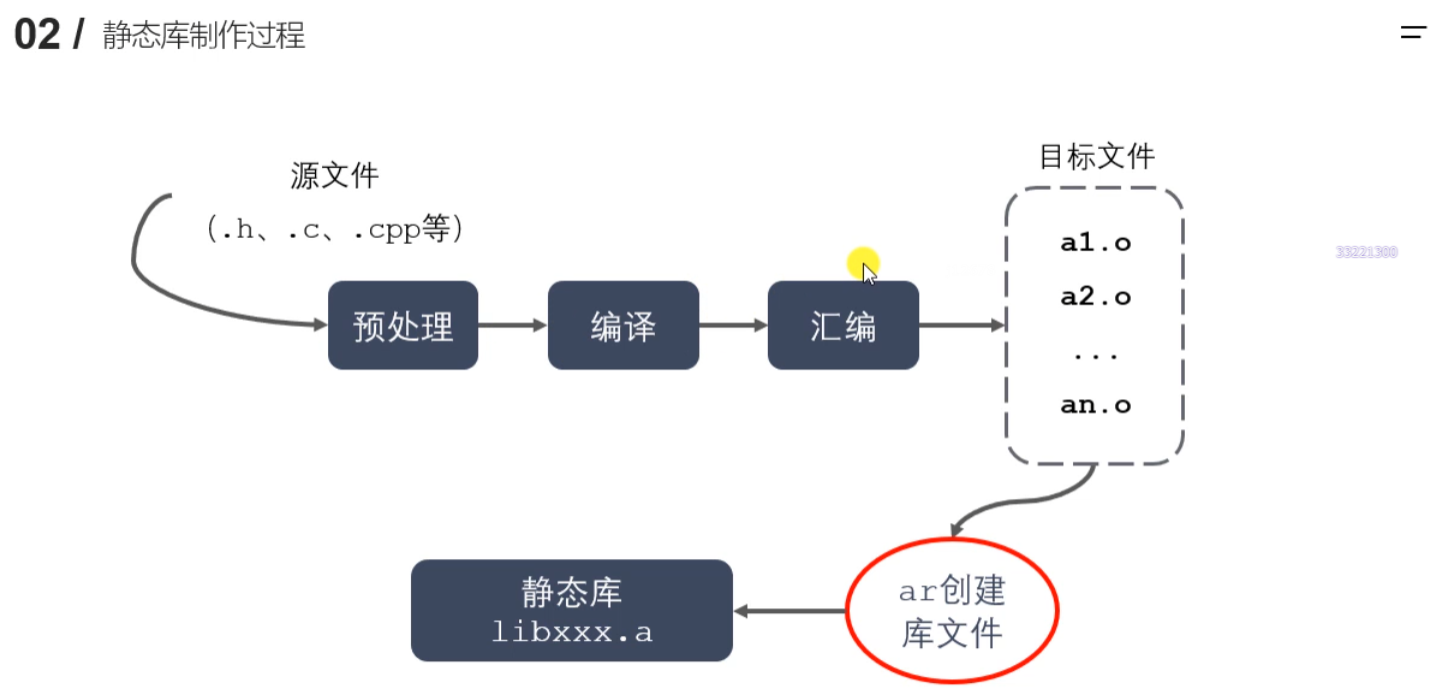 02 / 静态库制作过程
源文件
（.h、.c、.cpp等）
预处理
编译
汇编
目标文件
a1.o
a2.o
...
an.o
33221300
ar创建
库文件
静态库
libxxx.a